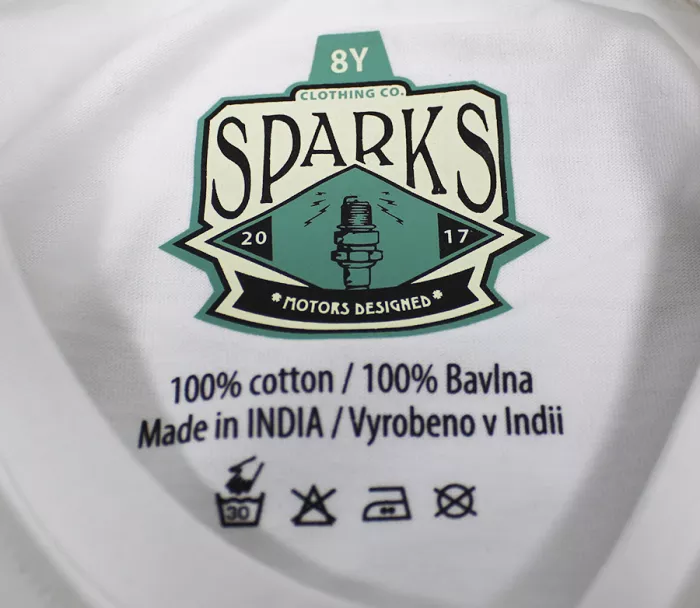 8Y
CLOTHING CO.
SPARKS
20 17
MOTORS DESIGNED
100% cotton / 100% Bavlna
Made in INDIA / Vyrobeno v Indii
30